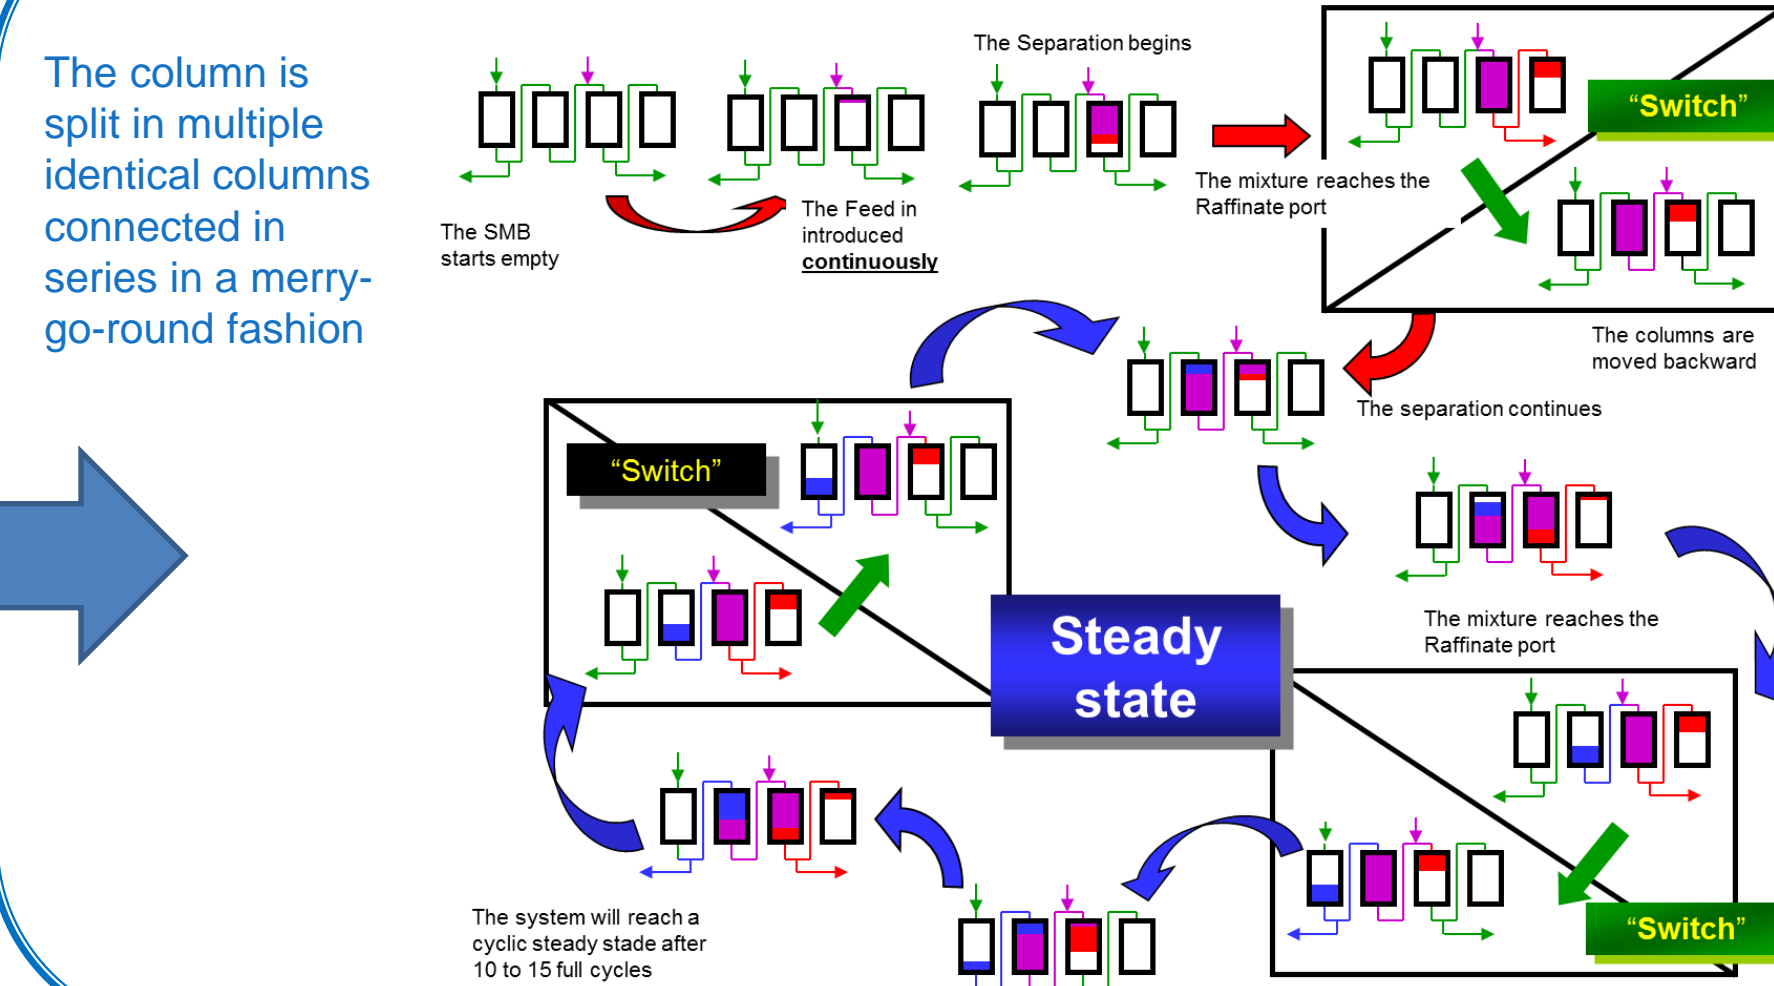 The column is
split in multiple
identical columns
connected in
series in a merry-
go-round fashion
The SMB
starts empty
The Feed in
introduced
continuously
The Separation begins
The mixture reaches the
Raffinate port
“Switch”
The columns are
moved backward
The separation continues
The mixture reaches the
Raffinate port
“Switch”
Steady
state
“Switch”
The system will reach a
cyclic steady stade after
10 to 15 full cycles